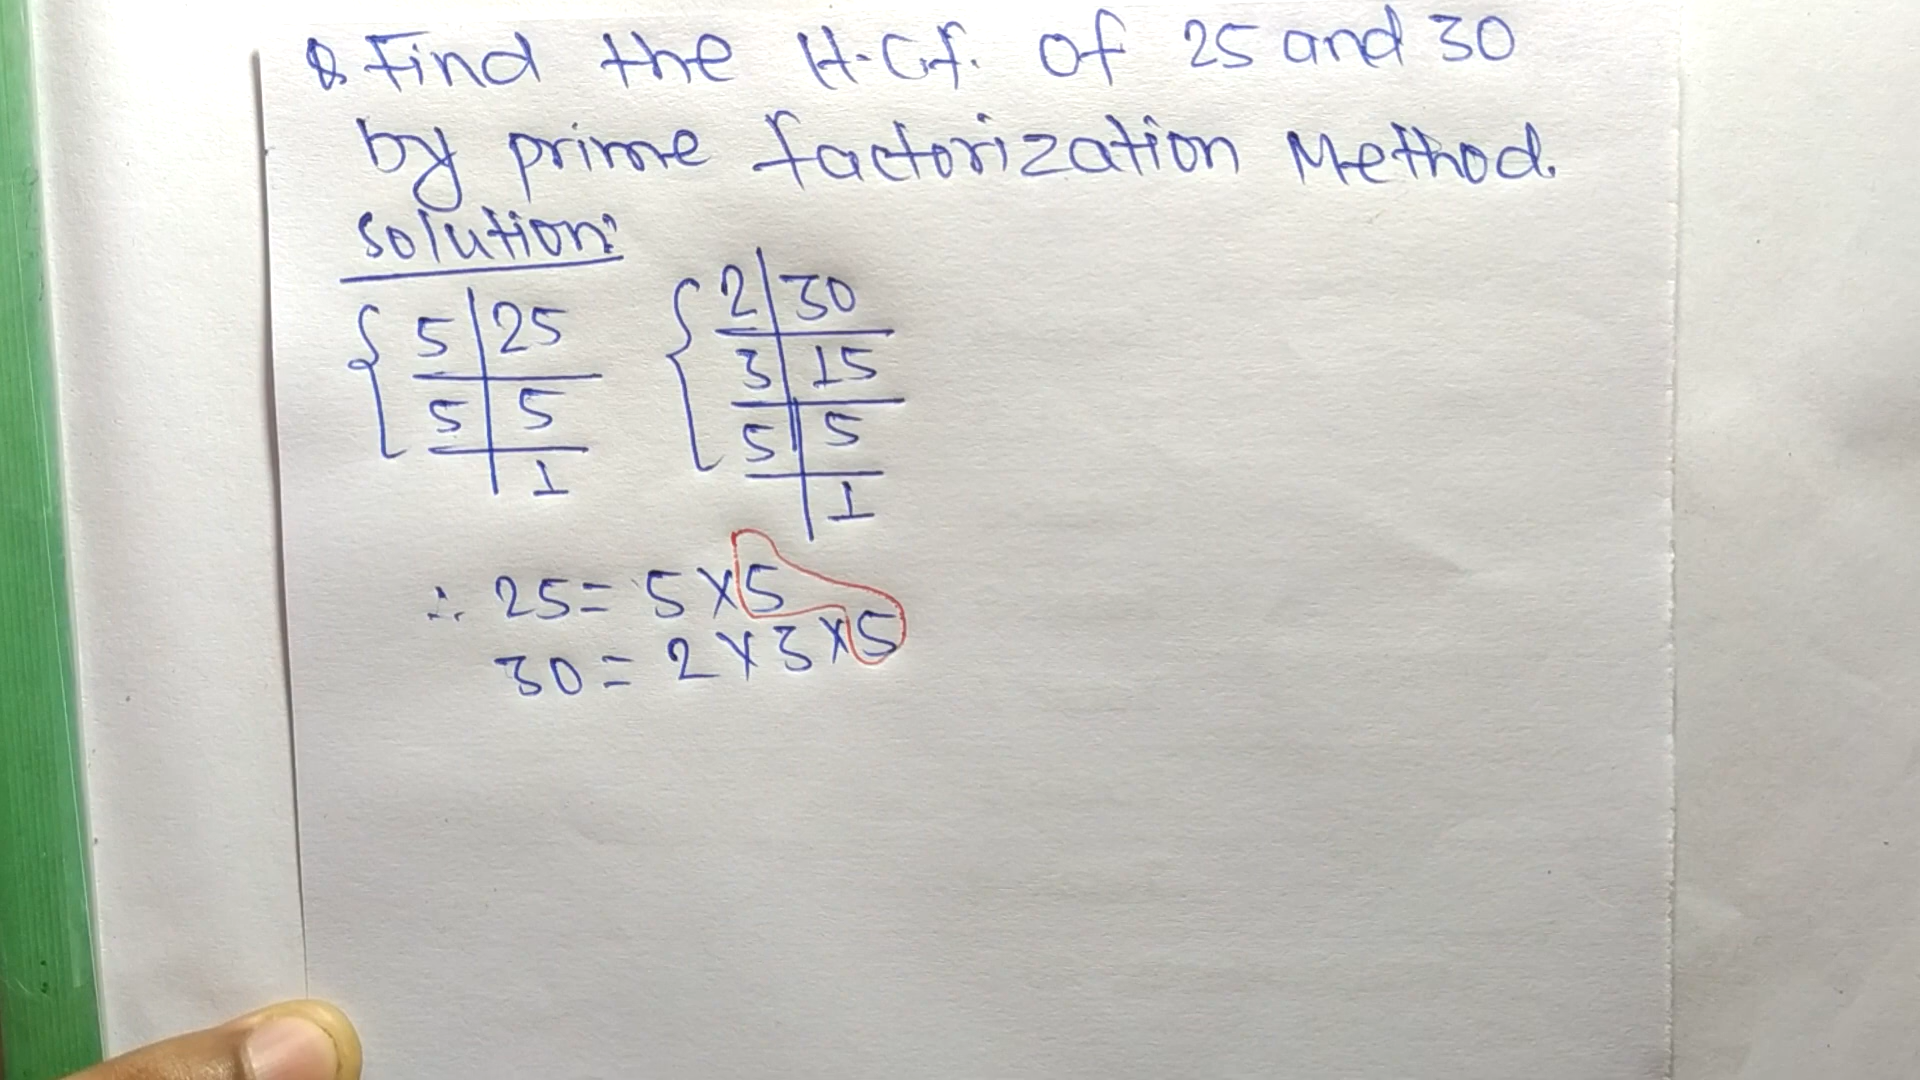 Q. Find the H.C.f. of 25 and 30
by prime factorization Method.
Solution:
5 | 25
5 | 5
1
2 | 30
3 | 15
5 | 5
1
∴ 25 = 5 × 5
30 = 2 × 3 × 5